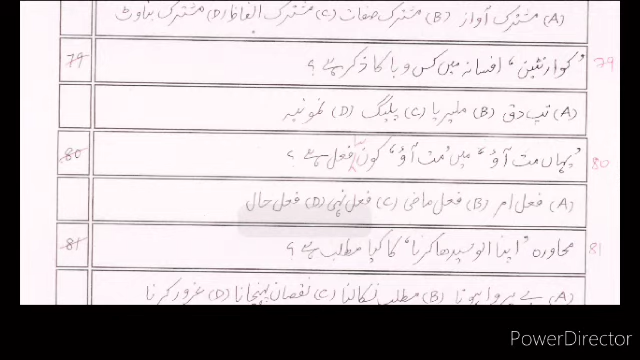 (A) مشترک آواز (B) مشترک صفات (C) مشترک الفاظ (D) مشترک بناوٹ
79 ’کوارنٹین‘ افسانہ میں کس وبا کا ذکر ہے ؟ 79
(A) تپ دق (B) ملیریا (C) پلیگ (D) نمونیہ
80 ”یہاں مت آؤ“ میں ’مت آؤ‘ کون سا فعل ہے ؟ 80
(A) فعل امر (B) فعل ماضی (C) فعل نہی (D) فعل حال
81 محاورہ ’اپنا الو سیدھا کرنا‘ کا کیا مطلب ہے ؟ 81
(A) بے پروا ہونا (B) مطلب نکالنا (C) نقصان پہنچانا (D) غرور کرنا
PowerDirector